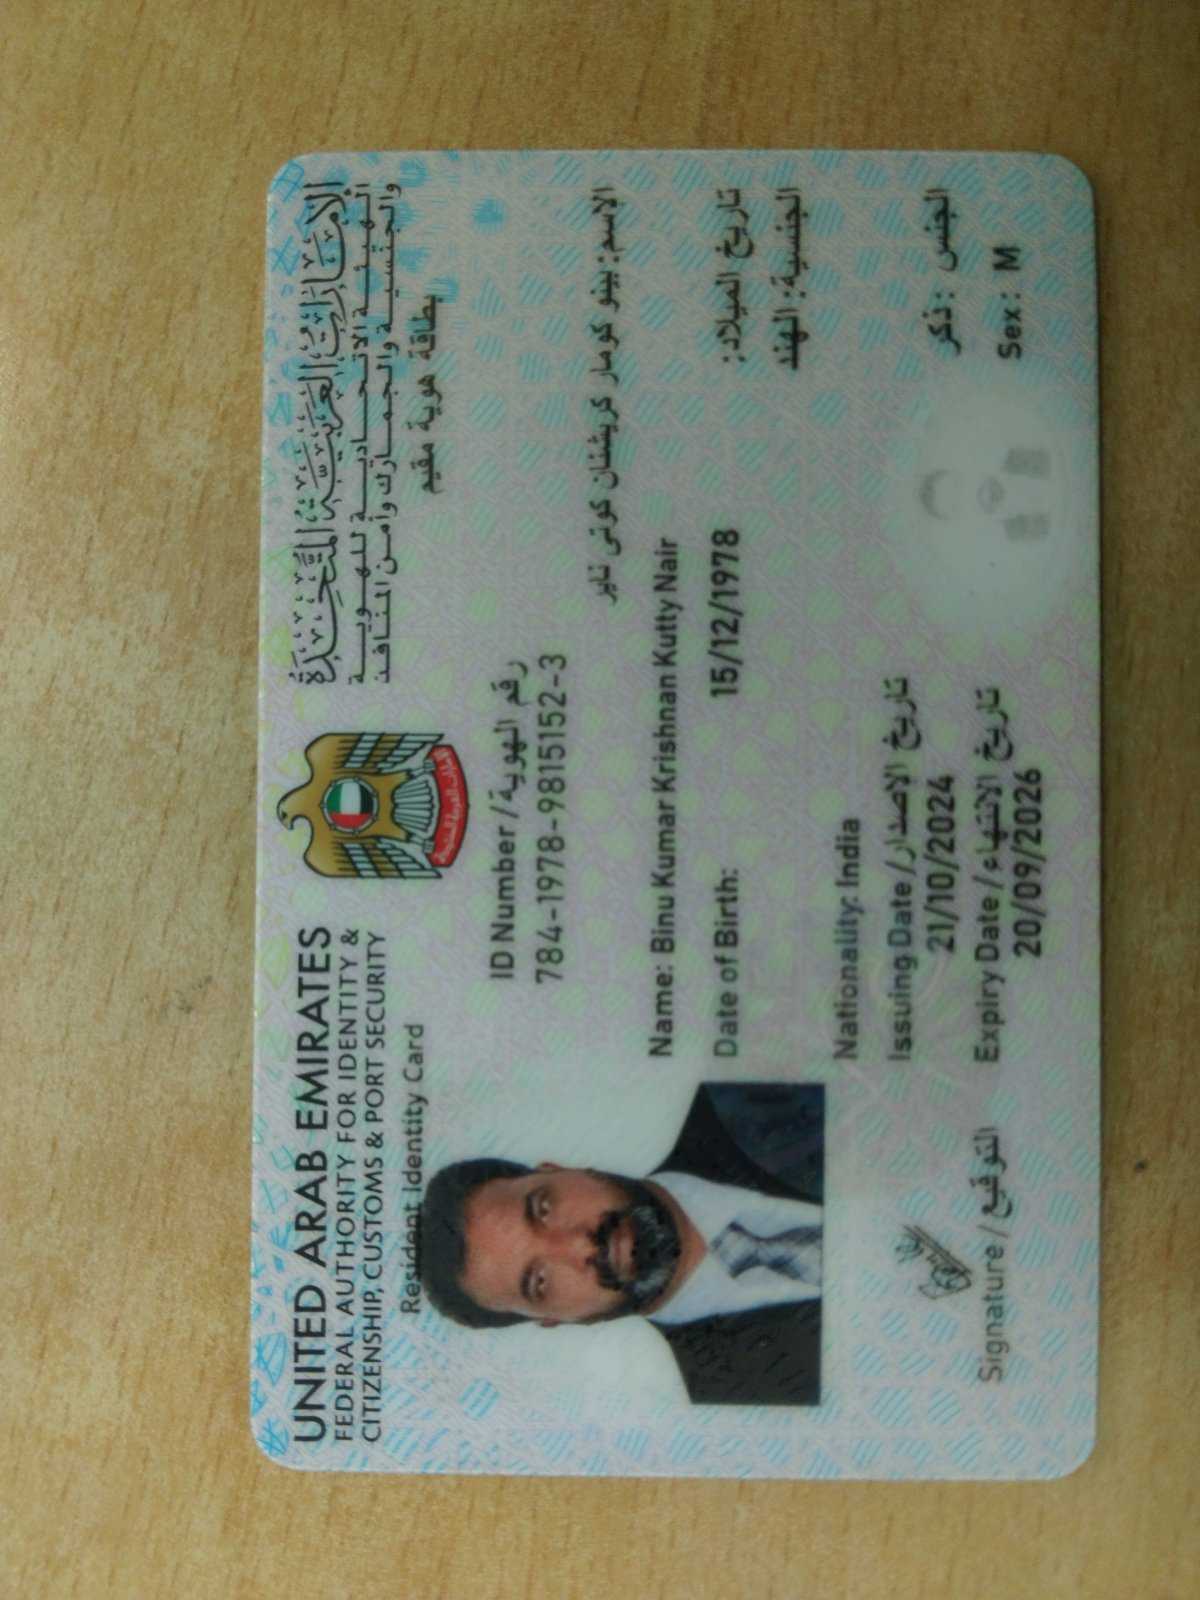 UNITED ARAB EMIRATES
FEDERAL AUTHORITY FOR IDENTITY &
CITIZENSHIP, CUSTOMS & PORT SECURITY
Resident Identity Card
الإمارات العربية المتحدة
الهيئة الاتحادية للهوية
والجنسية والجمارك وأمن المنافذ
بطاقة هوية مقيم
ID Number / رقم الهوية
784-1978-9815152-3
الإسم: بينو كومار كريشنان كوتى ناير
Name: Binu Kumar Krishnan Kutty Nair
Date of Birth: 15/12/1978 تاريخ الميلاد:
الجنسية: الهند
Nationality: India
Issuing Date / تاريخ الاصدار
21/10/2024
الجنس : ذكر
Expiry Date / تاريخ الانتهاء
20/09/2026
Sex: M
Signature / التوقيع